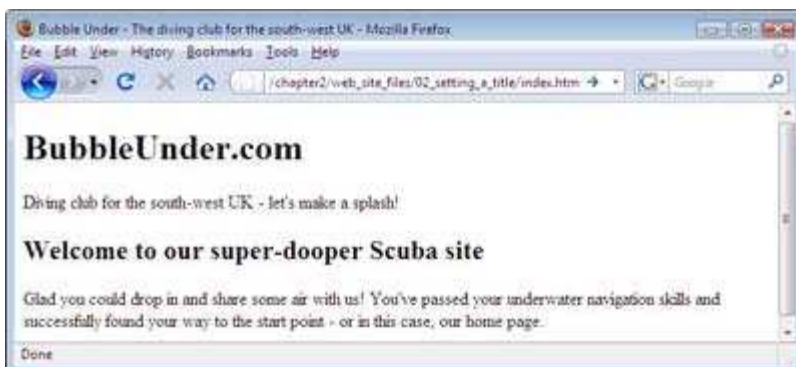 Bubble Under - The diving club for the south-west UK - Mozilla Firefox
File Edit View History Bookmarks Tools Help
/chapter2/web_site_files/02_setting_a_title/index.htm
Google
BubbleUnder.com
Diving club for the south-west UK - let's make a splash!
Welcome to our super-dooper Scuba site
Glad you could drop in and share some air with us! You've passed your underwater navigation skills and
successfully found your way to the start point - or in this case, our home page.
Done